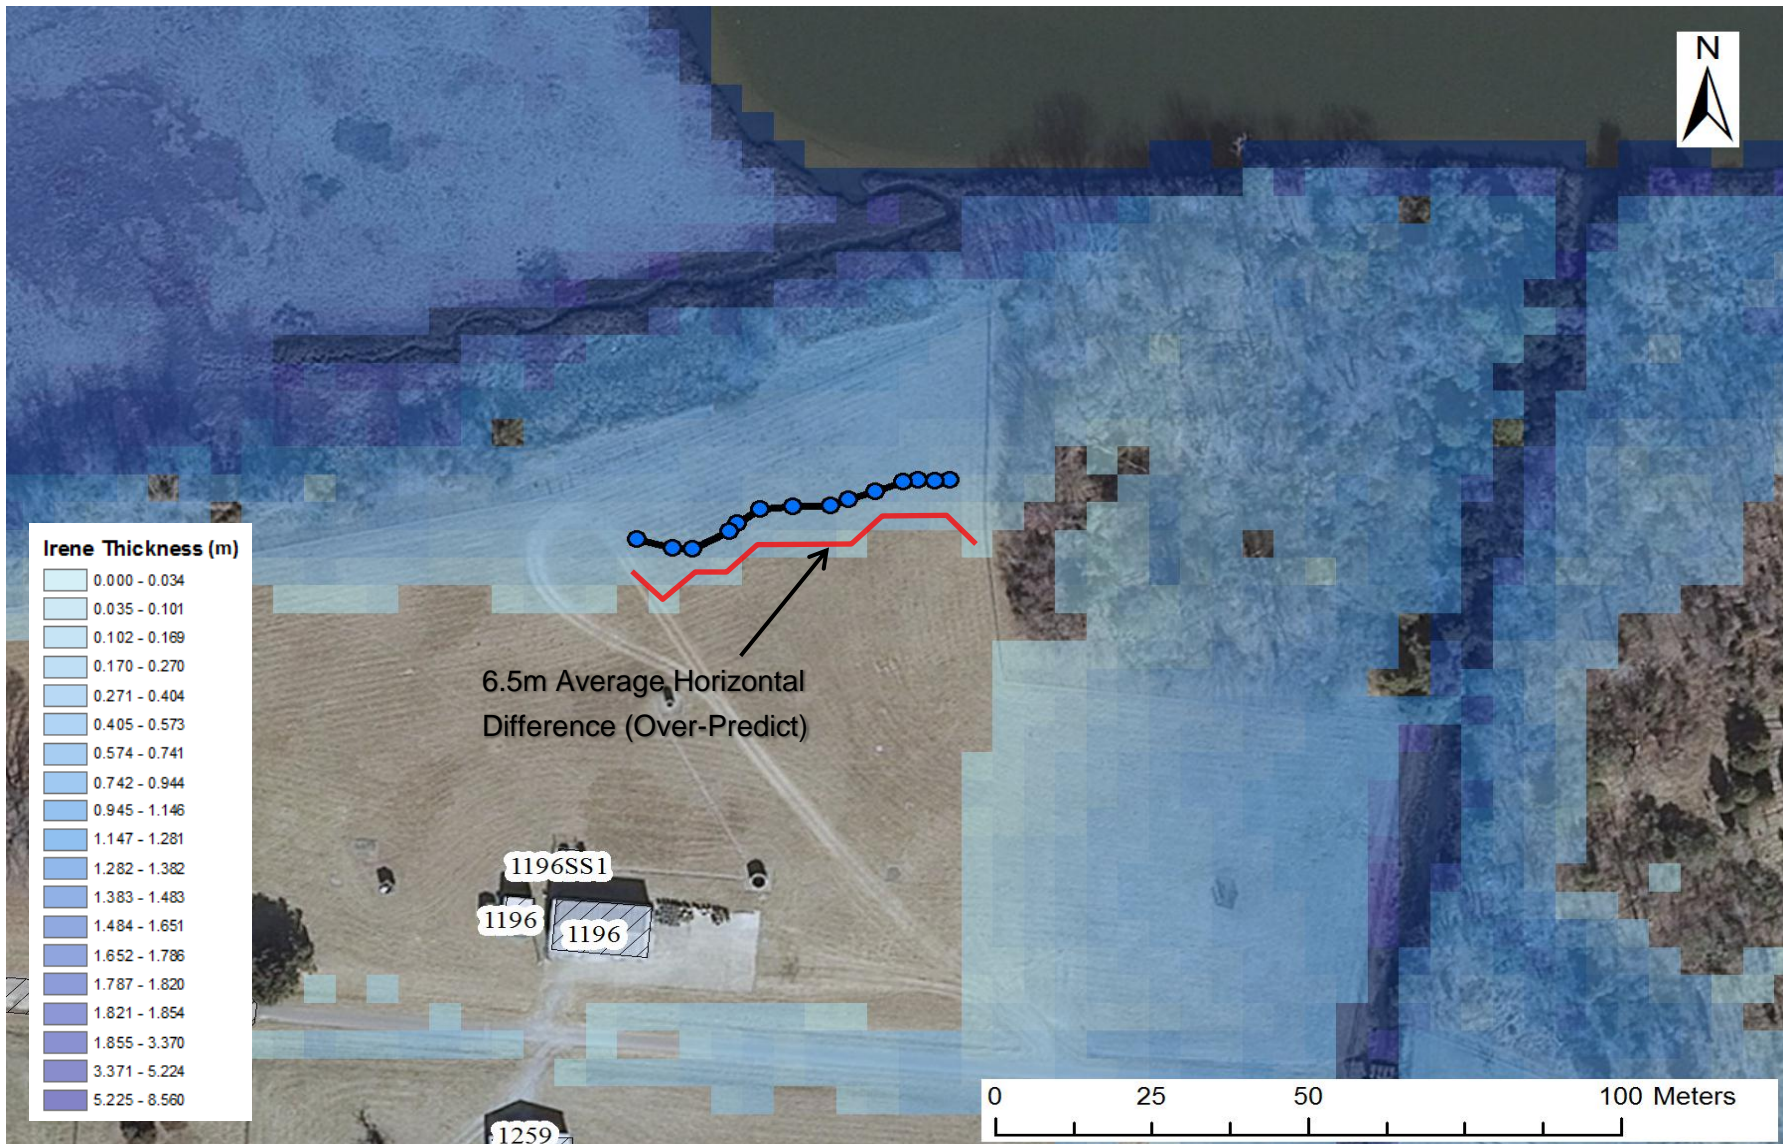 N
6.5m Average Horizontal
Difference (Over-Predict)
Irene Thickness (m)
0.000 - 0.034
0.035 - 0.101
0.102 - 0.169
0.170 - 0.270
0.271 - 0.404
0.405 - 0.573
0.574 - 0.741
0.742 - 0.944
0.945 - 1.146
1.147 - 1.281
1.282 - 1.382
1.383 - 1.483
1.484 - 1.651
1.652 - 1.786
1.787 - 1.820
1.821 - 1.854
1.855 - 3.370
3.371 - 5.224
5.225 - 8.560
1196SS1
1196
1196
1259
0 25 50 100 Meters